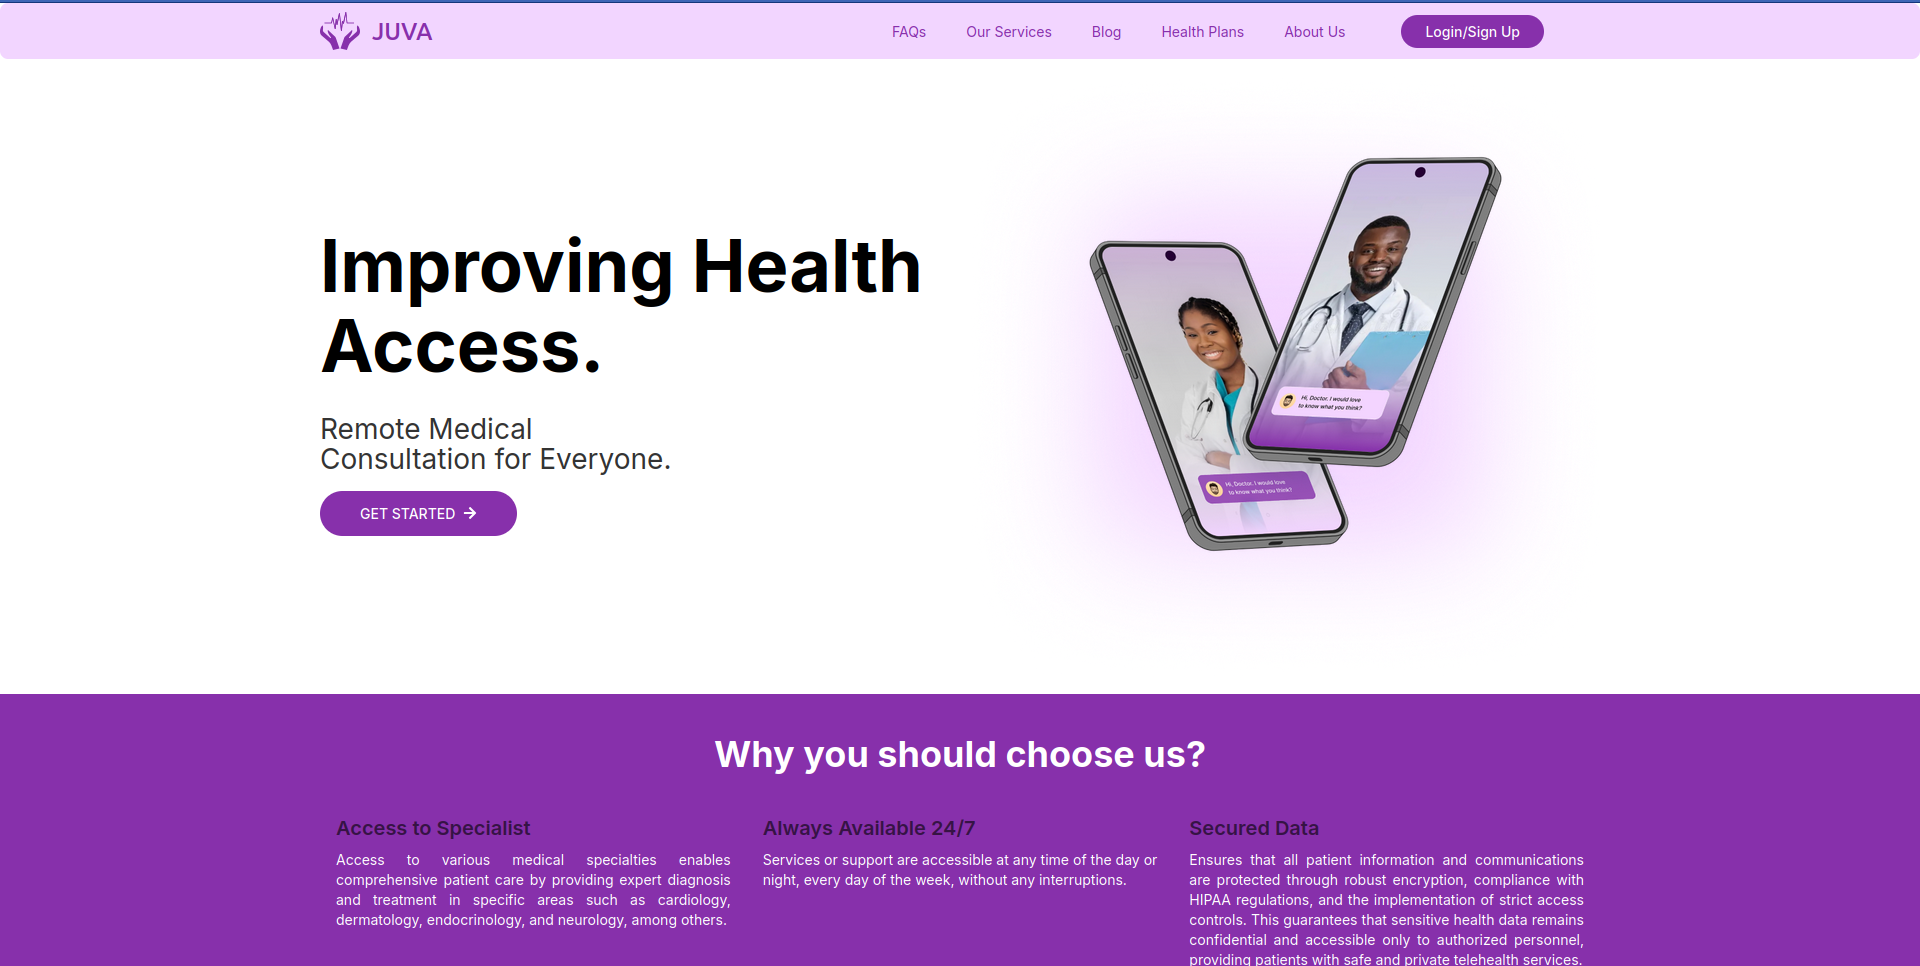 JUVA
FAQs
Our Services
Blog
Health Plans
About Us
Login/Sign Up
Improving Health
Access.
Remote Medical
Consultation for Everyone.
GET STARTED
Hi, Doctor. I would love
to know what you think?
Hi, Doctor. I would love
to know what you think?
Why you should choose us?
Access to Specialist
Access to various medical specialties enables
comprehensive patient care by providing expert diagnosis
and treatment in specific areas such as cardiology,
dermatology, endocrinology, and neurology, among others.
Always Available 24/7
Services or support are accessible at any time of the day or
night, every day of the week, without any interruptions.
Secured Data
Ensures that all patient information and communications
are protected through robust encryption, compliance with
HIPAA regulations, and the implementation of strict access
controls. This guarantees that sensitive health data remains
confidential and accessible only to authorized personnel,
providing patients with safe and private telehealth services.